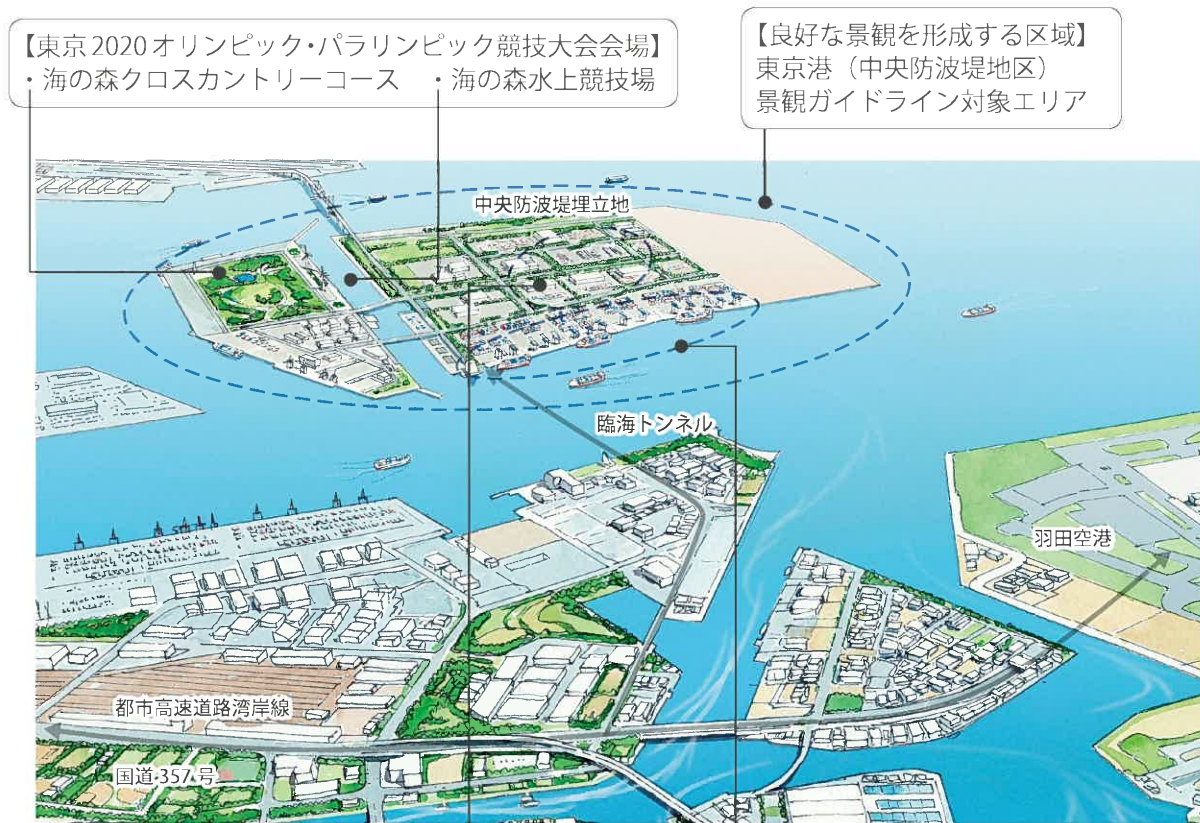 【東京2020オリンピック・パラリンピック競技大会会場】
・海の森クロスカントリーコース ・海の森水上競技場
【良好な景観を形成する区域】
東京港（中央防波堤地区）
景観ガイドライン対象エリア
中央防波堤埋立地
臨海トンネル
羽田空港
都市高速道路湾岸線
国道357号